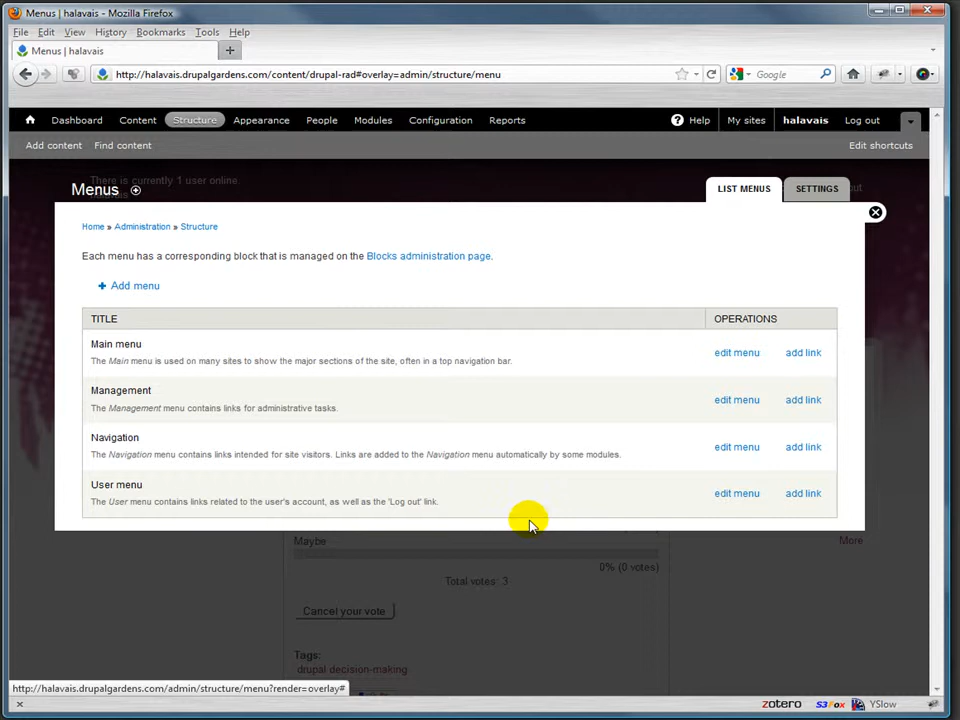 Menus | halavais - Mozilla Firefox
File Edit View History Bookmarks Tools Help
Menus | halavais
http://halavais.drupalgardens.com/content/drupal-rad#overlay=admin/structure/menu
Google
Dashboard Content Structure Appearance People Modules Configuration Reports Help My sites halavais Log out
Add content Find content Edit shortcuts
There is currently 1 user online.
Menus
LIST MENUS SETTINGS
Home » Administration » Structure
Each menu has a corresponding block that is managed on the Blocks administration page.
Add menu
TITLE OPERATIONS
Main menu
The Main menu is used on many sites to show the major sections of the site, often in a top navigation bar.
edit menu add link
Management
The Management menu contains links for administrative tasks.
edit menu add link
Navigation
The Navigation menu contains links intended for site visitors. Links are added to the Navigation menu automatically by some modules.
edit menu add link
User menu
The User menu contains links related to the user's account, as well as the 'Log out' link.
edit menu add link
Maybe More
0% (0 votes)
Total votes: 3
Cancel your vote
Tags:
drupal decision-making
http://halavais.drupalgardens.com/admin/structure/menu?render=overlay#
zotero S3Fox YSlow